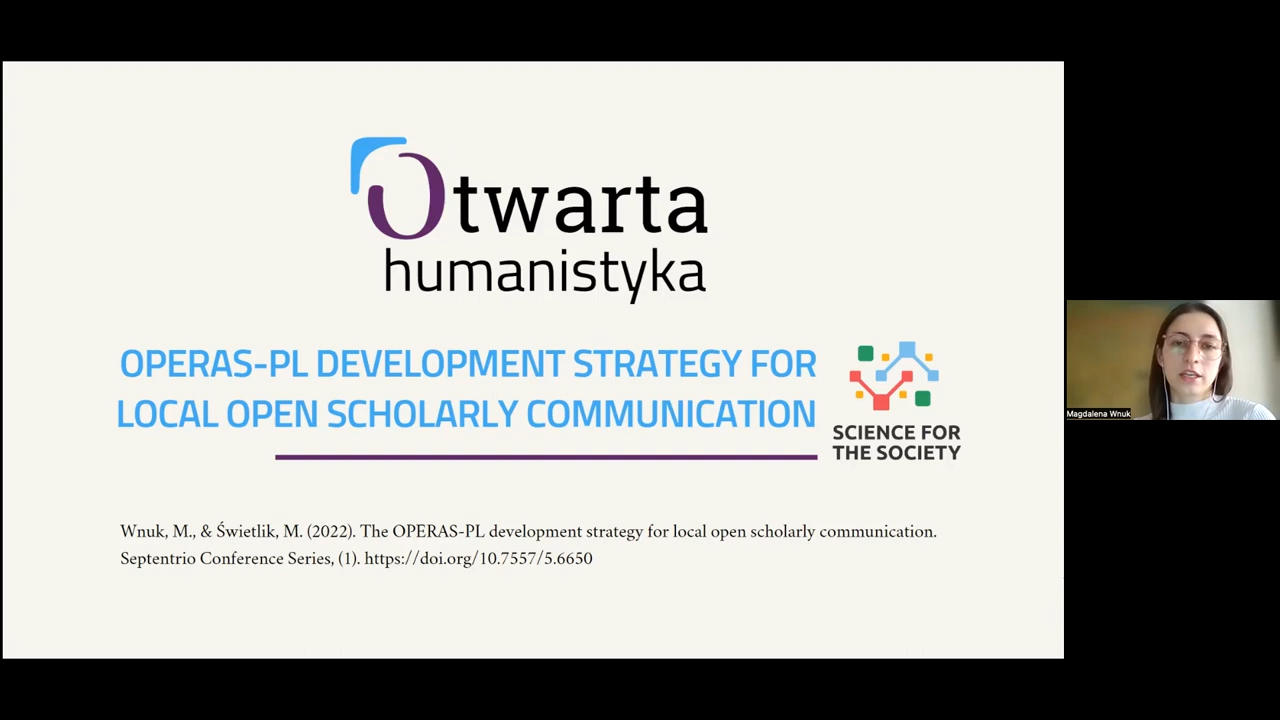 Otwarta
humanistyka
OPERAS-PL DEVELOPMENT STRATEGY FOR
LOCAL OPEN SCHOLARLY COMMUNICATION
SCIENCE FOR
THE SOCIETY
Wnuk, M., & Świetlik, M. (2022). The OPERAS-PL development strategy for local open scholarly communication.
Septentrio Conference Series, (1). https://doi.org/10.7557/5.6650
Magdalena Wnuk